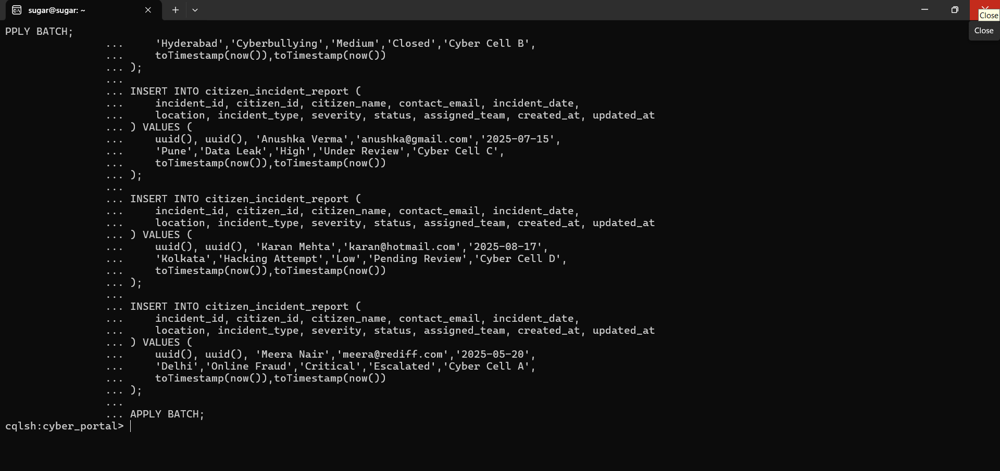 sugar@sugar: ~
Close
Close
PPLY BATCH;
...     'Hyderabad','Cyberbullying','Medium','Closed','Cyber Cell B',
...     toTimestamp(now()),toTimestamp(now())
... );
...
... INSERT INTO citizen_incident_report (
...     incident_id, citizen_id, citizen_name, contact_email, incident_date,
...     location, incident_type, severity, status, assigned_team, created_at, updated_at
... ) VALUES (
...     uuid(), uuid(), 'Anushka Verma','anushka@gmail.com','2025-07-15',
...     'Pune','Data Leak','High','Under Review','Cyber Cell C',
...     toTimestamp(now()),toTimestamp(now())
... );
...
... INSERT INTO citizen_incident_report (
...     incident_id, citizen_id, citizen_name, contact_email, incident_date,
...     location, incident_type, severity, status, assigned_team, created_at, updated_at
... ) VALUES (
...     uuid(), uuid(), 'Karan Mehta','karan@hotmail.com','2025-08-17',
...     'Kolkata','Hacking Attempt','Low','Pending Review','Cyber Cell D',
...     toTimestamp(now()),toTimestamp(now())
... );
...
... INSERT INTO citizen_incident_report (
...     incident_id, citizen_id, citizen_name, contact_email, incident_date,
...     location, incident_type, severity, status, assigned_team, created_at, updated_at
... ) VALUES (
...     uuid(), uuid(), 'Meera Nair','meera@rediff.com','2025-05-20',
...     'Delhi','Online Fraud','Critical','Escalated','Cyber Cell A',
...     toTimestamp(now()),toTimestamp(now())
... );
...
... APPLY BATCH;
cqlsh:cyber_portal>